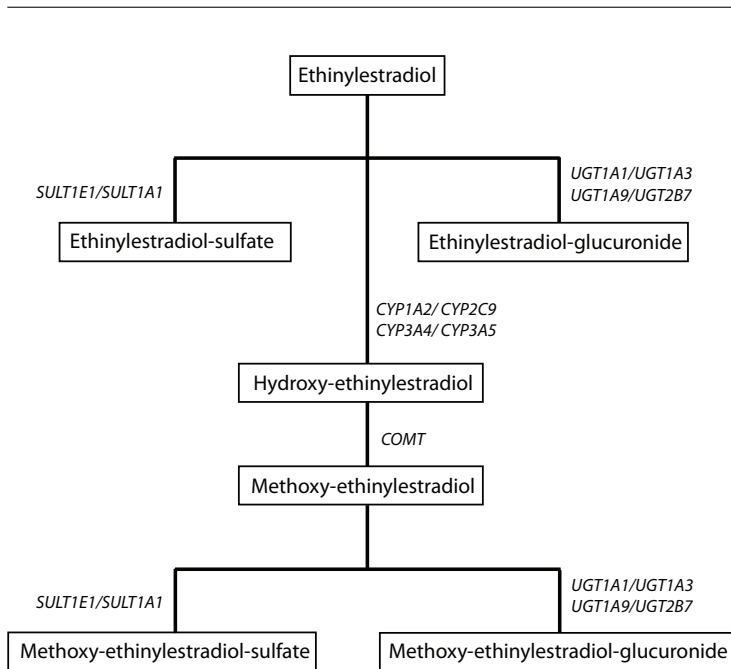 Ethinylestradiol
SULT1E1/SULT1A1
UGT1A1/UGT1A3
UGT1A9/UGT2B7
Ethinylestradiol-sulfate
Ethinylestradiol-glucuronide
CYP1A2/ CYP2C9
CYP3A4/ CYP3A5
Hydroxy-ethinylestradiol
COMT
Methoxy-ethinylestradiol
SULT1E1/SULT1A1
UGT1A1/UGT1A3
UGT1A9/UGT2B7
Methoxy-ethinylestradiol-sulfate
Methoxy-ethinylestradiol-glucuronide